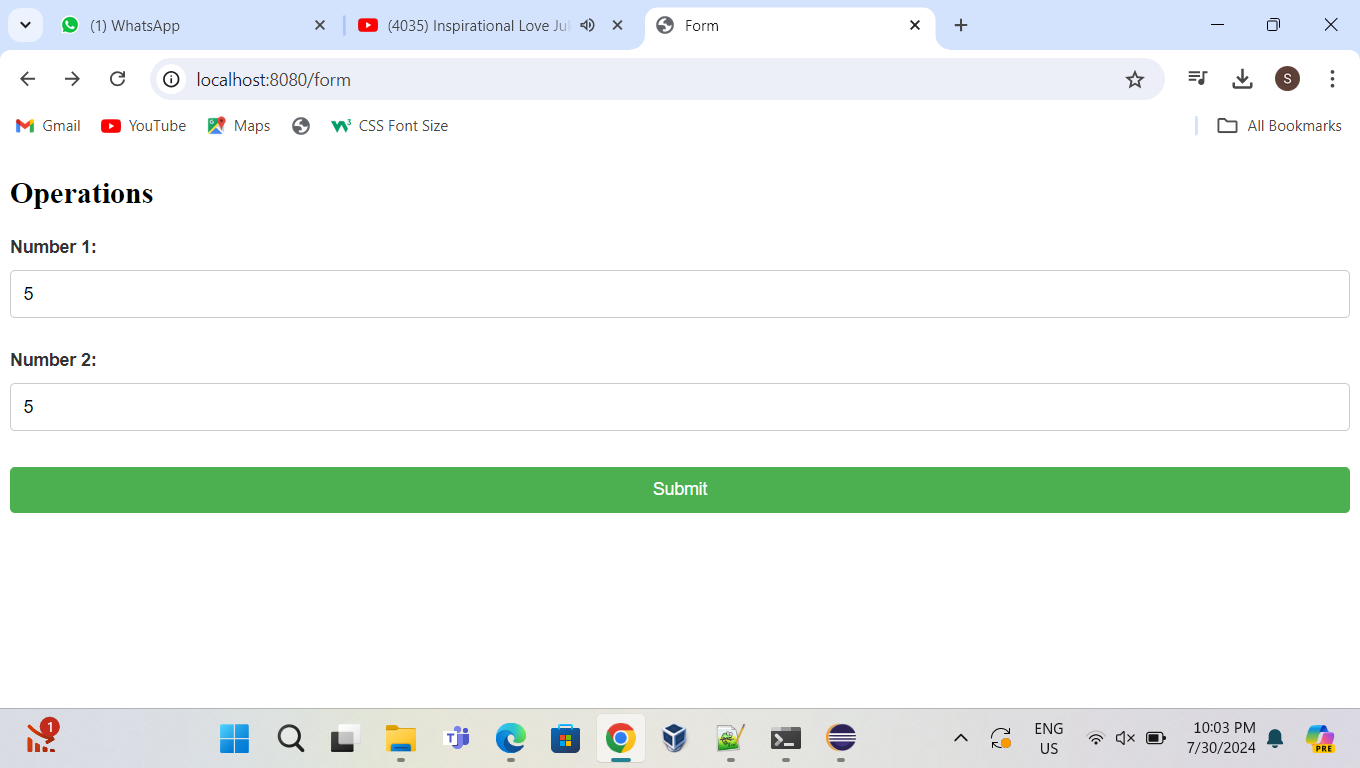 (1) WhatsApp
(4035) Inspirational Love Ju
Form
localhost:8080/form
S
Gmail
YouTube
Maps
CSS Font Size
All Bookmarks
Operations
Number 1:
5
Number 2:
5
Submit
1
ENG
US
10:03 PM
7/30/2024
PRE